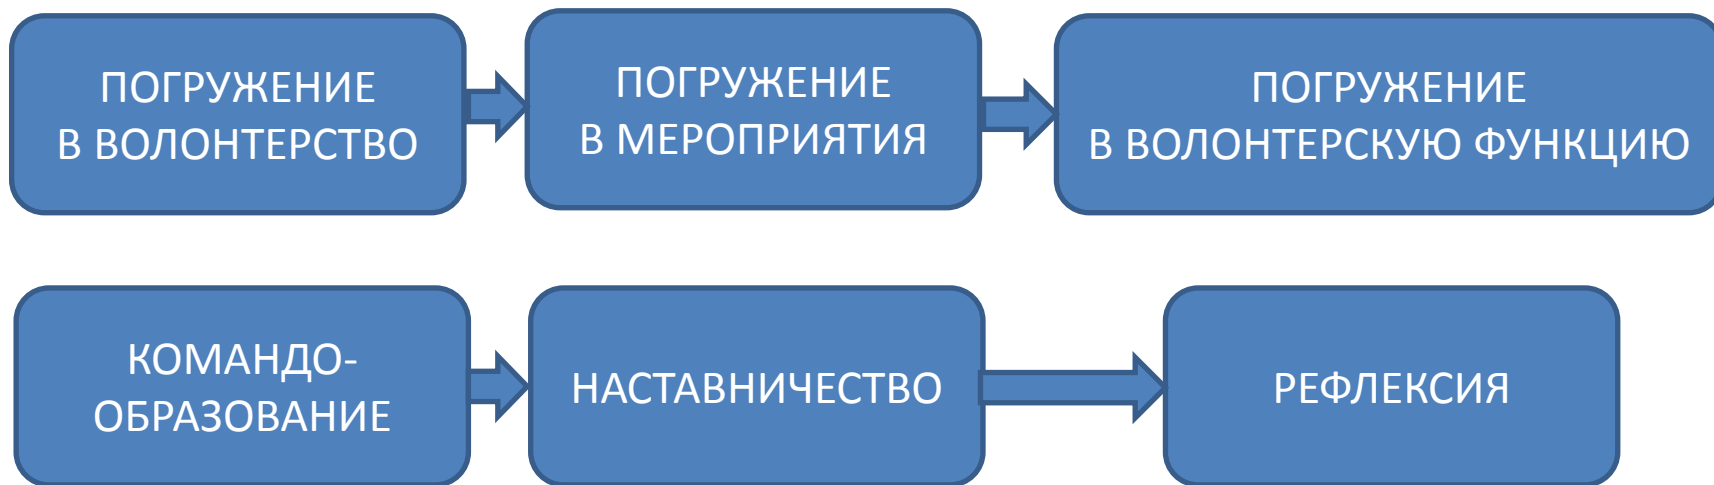 ПОГРУЖЕНИЕ
В ВОЛОНТЕРСТВО
ПОГРУЖЕНИЕ
В МЕРОПРИЯТИЯ
ПОГРУЖЕНИЕ
В ВОЛОНТЕРСКУЮ ФУНКЦИЮ
КОМАНДО-
ОБРАЗОВАНИЕ
НАСТАВНИЧЕСТВО
РЕФЛЕКСИЯ